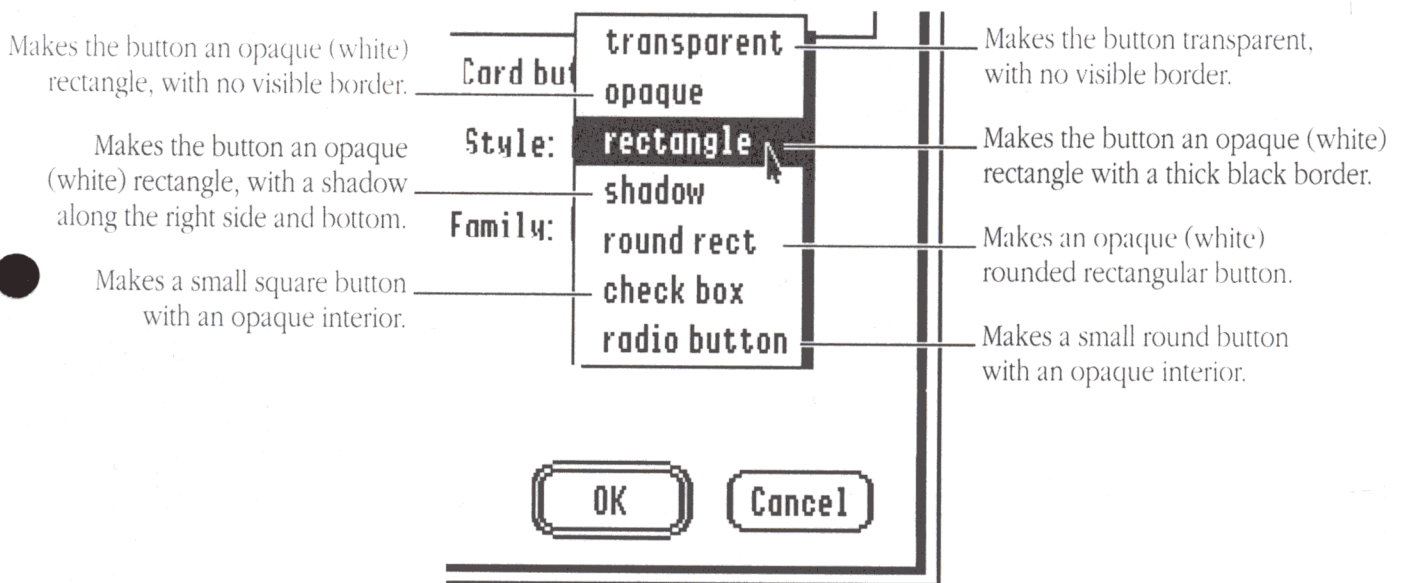 Makes the button an opaque (white)
rectangle, with no visible border.
Makes the button an opaque
(white) rectangle, with a shadow
along the right side and bottom.
Makes a small square button
with an opaque interior.
Card but
Style:
Family:
transparent
opaque
rectangle
shadow
round rect
check box
radio button
OK
Cancel
Makes the button transparent,
with no visible border.
Makes the button an opaque (white)
rectangle with a thick black border.
Makes an opaque (white)
rounded rectangular button.
Makes a small round button
with an opaque interior.